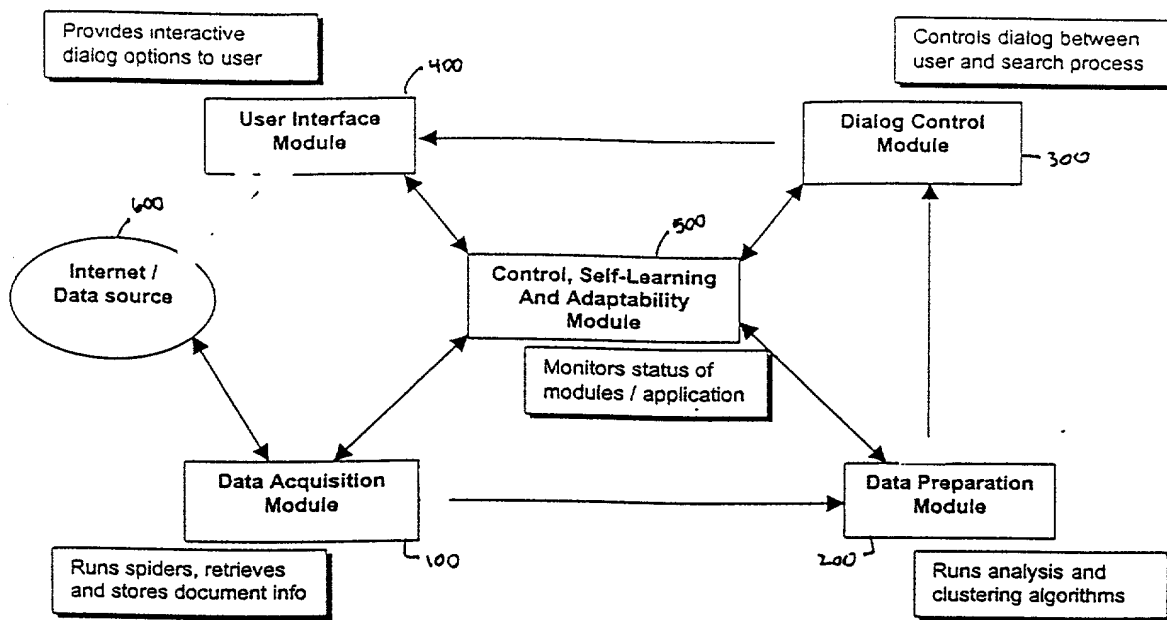 Provides interactive
dialog options to user
400
User Interface
Module
Controls dialog between
user and search process
Dialog Control
Module
300
600
Internet /
Data source
500
Control, Self-Learning
And Adaptability
Module
Monitors status of
modules / application
Data Acquisition
Module
100
Runs spiders, retrieves
and stores document info
Data Preparation
Module
200
Runs analysis and
clustering algorithms